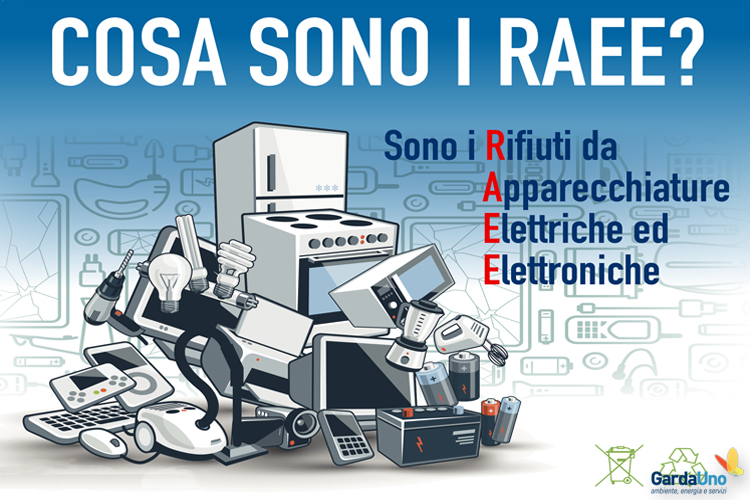 COSA SONO I RAEE?
Sono i Rifiuti da
Apparecchiature
Elettriche ed
Elettroniche
GardaUno
ambiente, energia e servizi